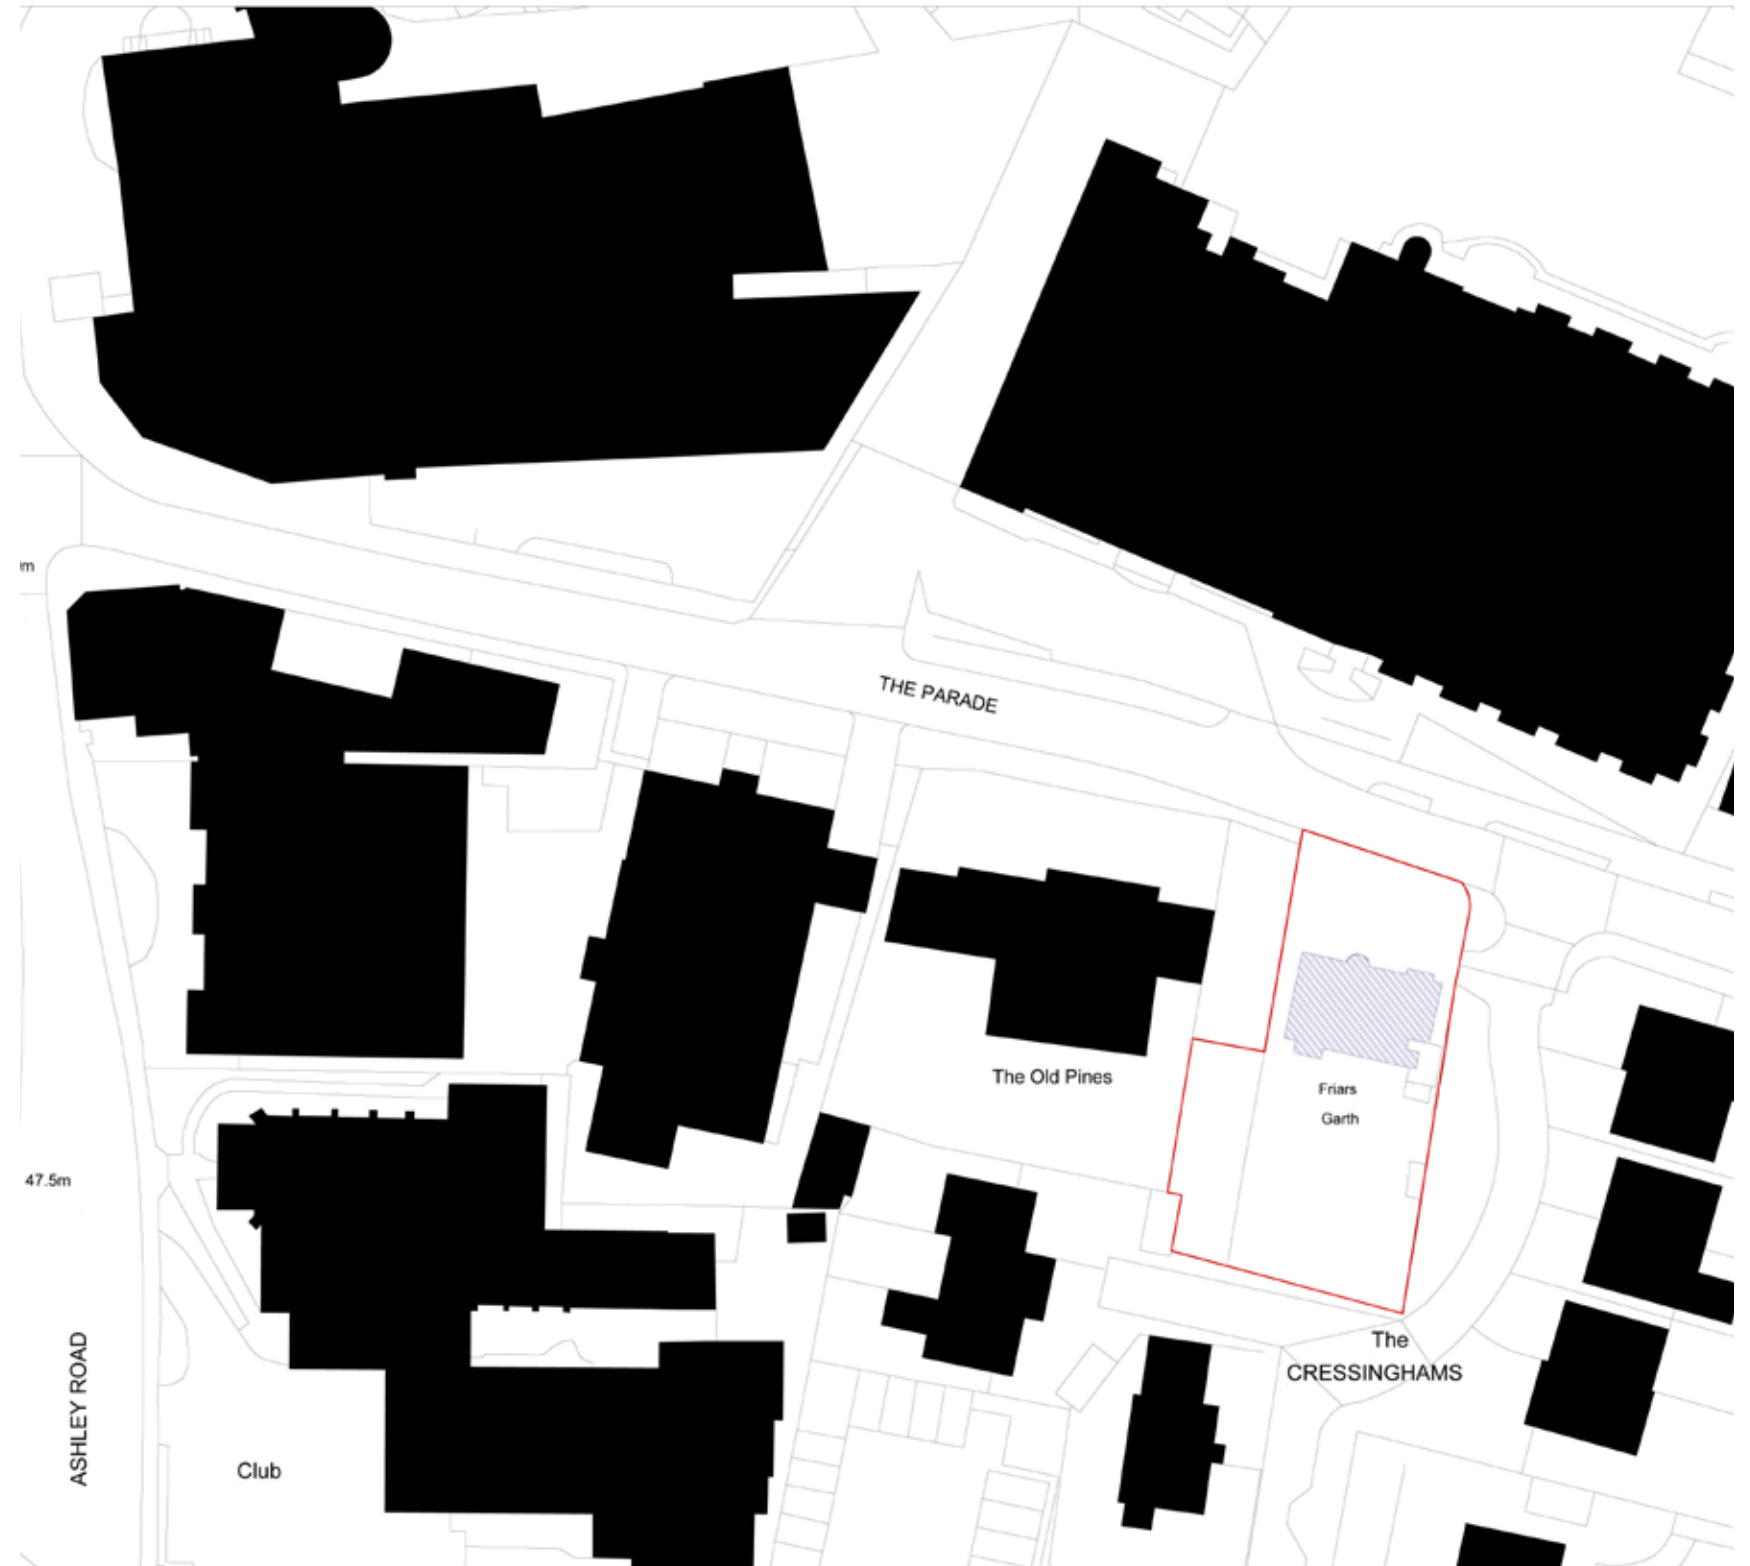 m
THE PARADE
The Old Pines
Friars
Garth
47.5m
The
CRESSINGHAMS
ASHLEY ROAD
Club